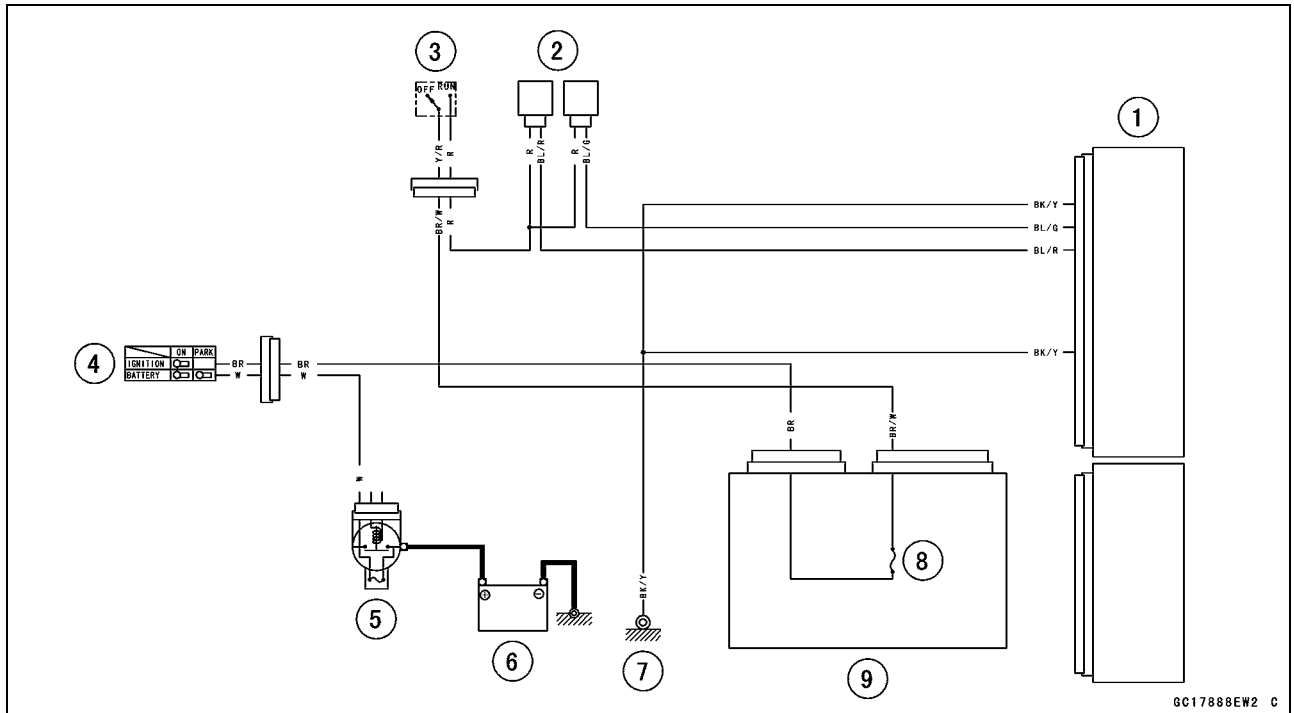 3
2
1
OFF RUN
Y/R
R
R
BL/R
R
BL/G
BR/W
R
BK/Y
BL/G
BL/R
BK/Y
4
ON PARK
IGNITION
BATTERY
BR
W
BR
W
BR
BR/W
W
5
6
⊕ ⊖
BK/Y
7
8
9
GC17888EW2 C